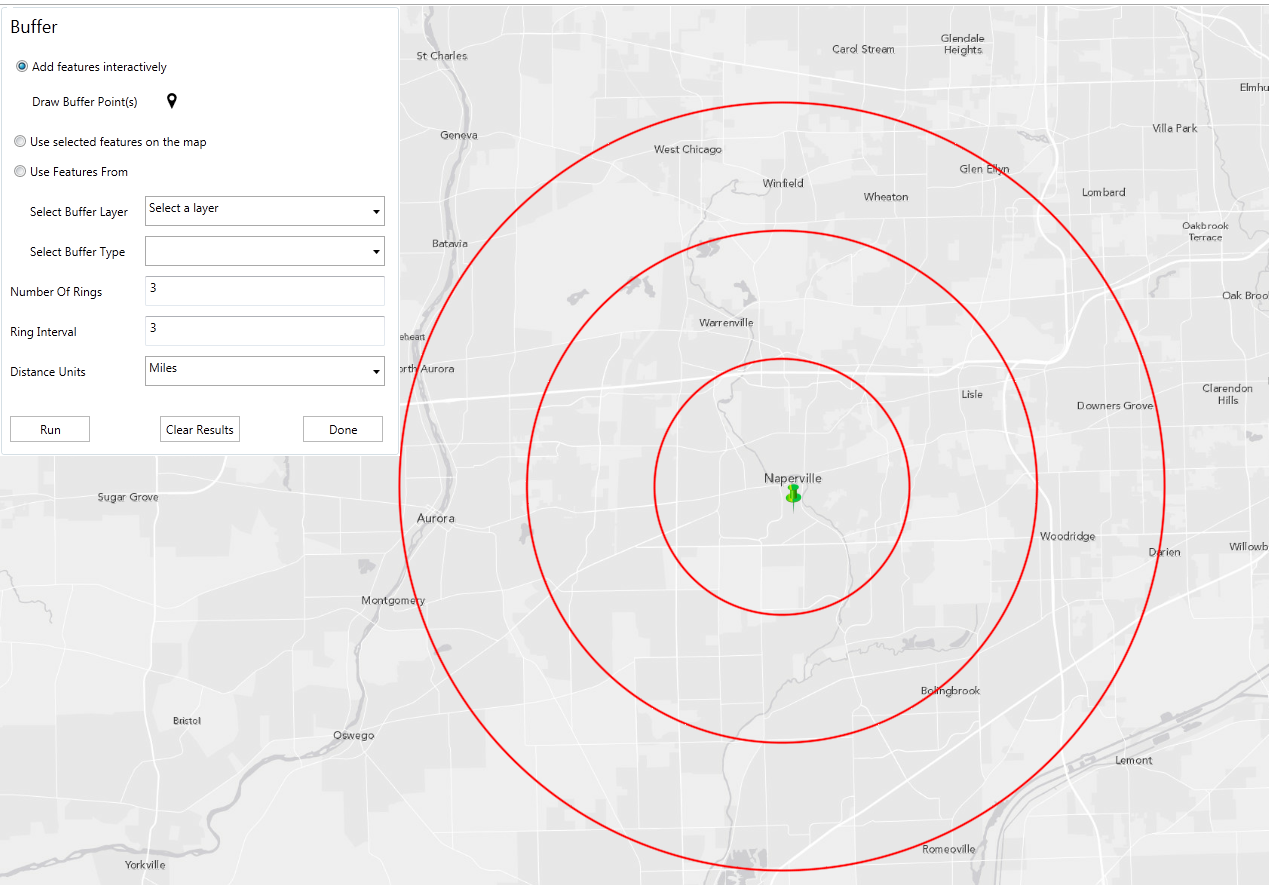 Buffer
Add features interactively
Draw Buffer Point(s)
Use selected features on the map
Use Features From
Select Buffer Layer
Select a layer
Select Buffer Type
Number Of Rings
3
Ring Interval
3
Distance Units
Miles
Run
Clear Results
Done
St Charles
Carol Stream
Glendale
Heights
Elmhu
Geneva
West Chicago
Villa Park
Glen Ellyn
Winfield
Wheaton
Lombard
Batavia
Oakbrook
Terrace
Oak Broo
Warrenville
eheart
orth Aurora
Lisle
Downers Grove
Clarendon
Hills
Naperville
Sugar Grove
Aurora
Woodridge
Darien
Willowb
Montgomery
Bolingbrook
Bristol
Oswego
Lemont
Romeoville
Yorkville